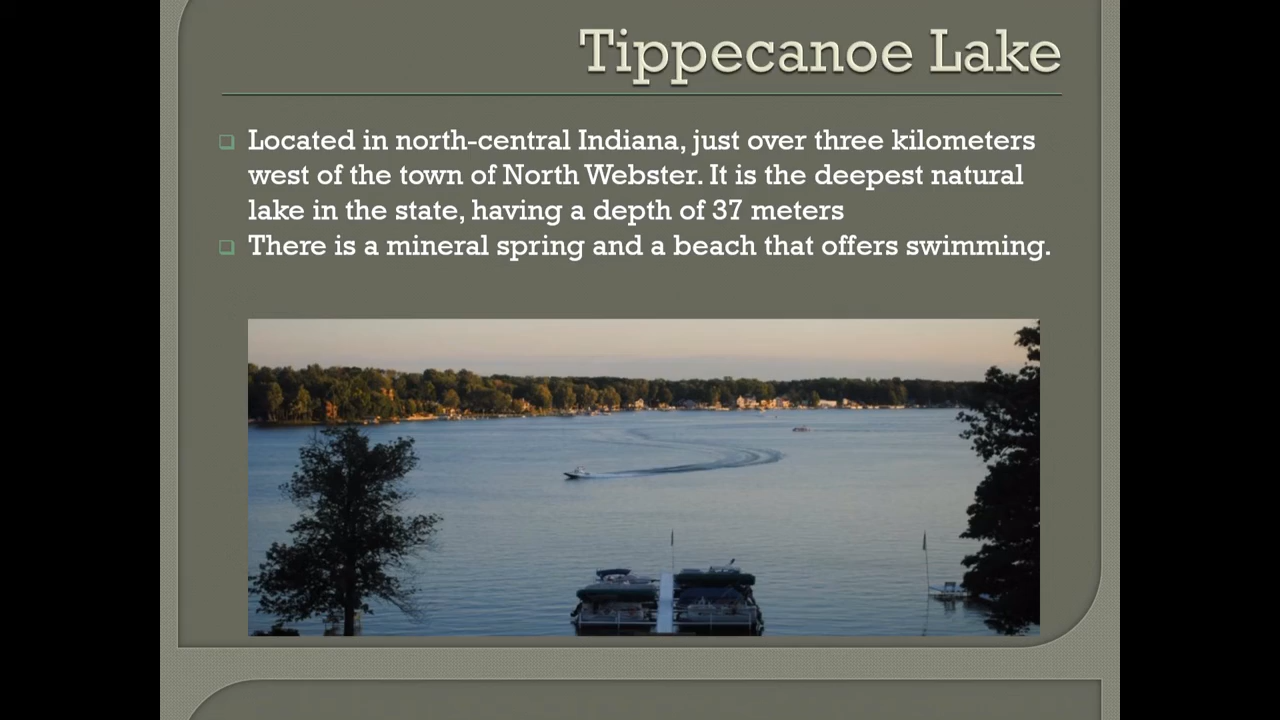 Tippecanoe Lake
Located in north-central Indiana, just over three kilometers
west of the town of North Webster. It is the deepest natural
lake in the state, having a depth of 37 meters
There is a mineral spring and a beach that offers swimming.